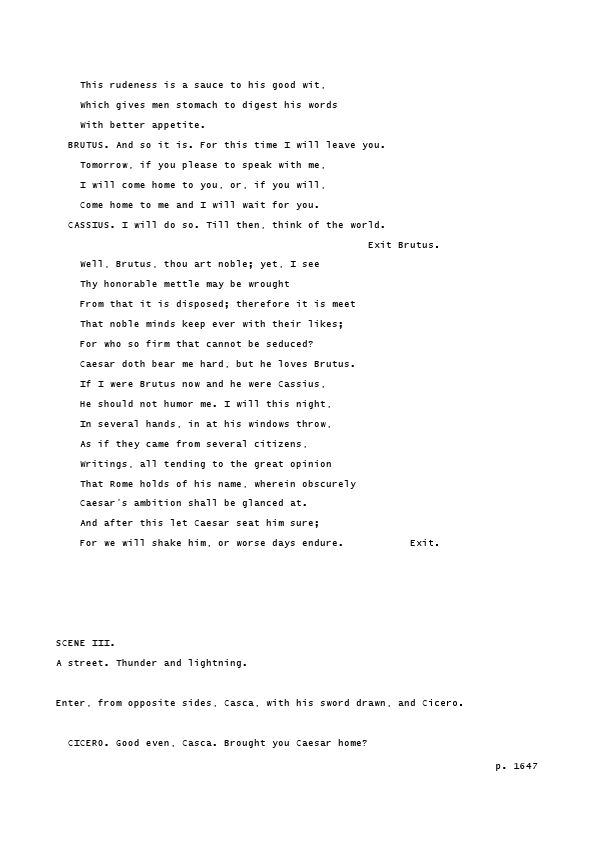 This rudeness is a sauce to his good wit,
Which gives men stomach to digest his words
With better appetite.
BRUTUS. And so it is. For this time I will leave you.
Tomorrow, if you please to speak with me,
I will come home to you, or, if you will,
Come home to me and I will wait for you.
CASSIUS. I will do so. Till then, think of the world.
Exit Brutus.
Well, Brutus, thou art noble; yet, I see
Thy honorable mettle may be wrought
From that it is disposed; therefore it is meet
That noble minds keep ever with their likes;
For who so firm that cannot be seduced?
Caesar doth bear me hard, but he loves Brutus.
If I were Brutus now and he were Cassius,
He should not humor me. I will this night,
In several hands, in at his windows throw,
As if they came from several citizens,
Writings, all tending to the great opinion
That Rome holds of his name, wherein obscurely
Caesar's ambition shall be glanced at.
And after this let Caesar seat him sure;
For we will shake him, or worse days endure. Exit.
SCENE III.
A street. Thunder and lightning.
Enter, from opposite sides, Casca, with his sword drawn, and Cicero.
CICERO. Good even, Casca. Brought you Caesar home?
p. 1647